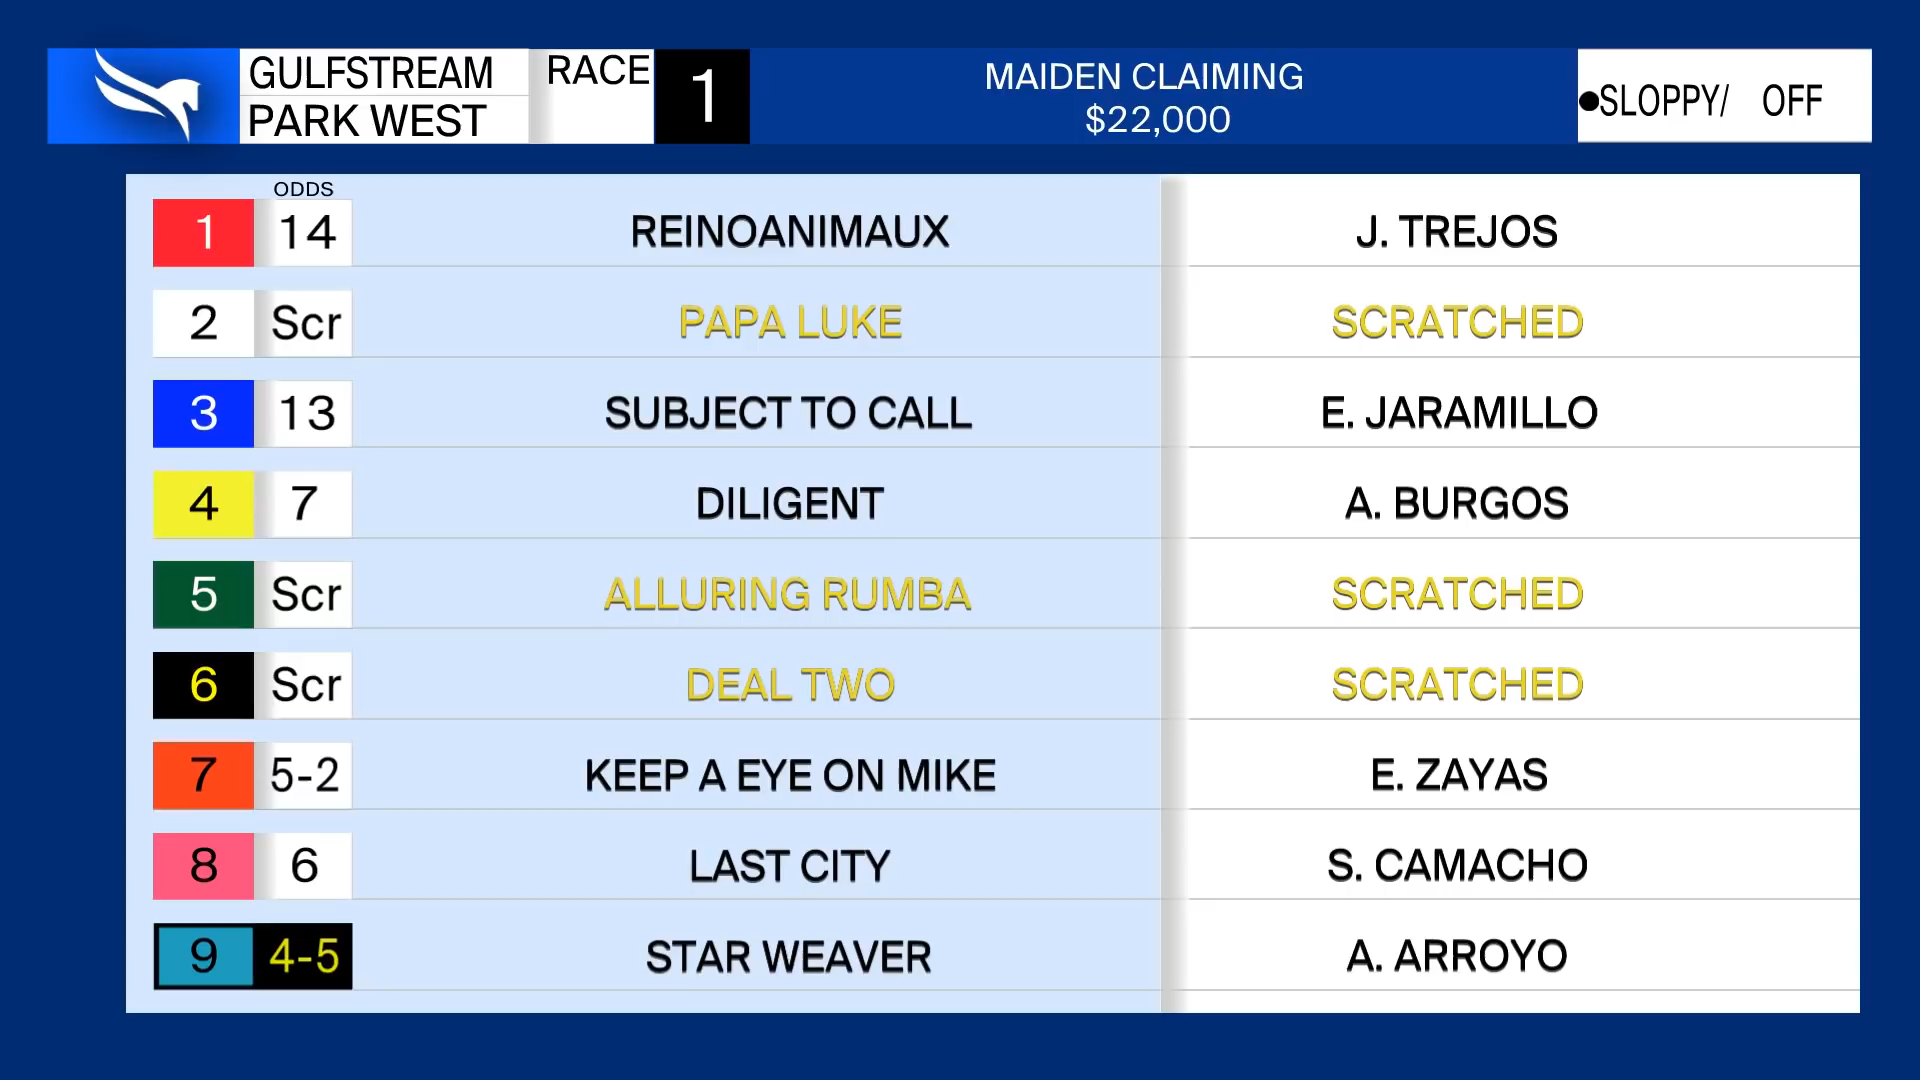 GULFSTREAM
PARK WEST
RACE 1
MAIDEN CLAIMING
$22,000
●SLOPPY/ OFF
ODDS
1 14 REINOANIMAUX J. TREJOS
2 Scr PAPA LUKE SCRATCHED
3 13 SUBJECT TO CALL E. JARAMILLO
4 7 DILIGENT A. BURGOS
5 Scr ALLURING RUMBA SCRATCHED
6 Scr DEAL TWO SCRATCHED
7 5-2 KEEP A EYE ON MIKE E. ZAYAS
8 6 LAST CITY S. CAMACHO
9 4-5 STAR WEAVER A. ARROYO